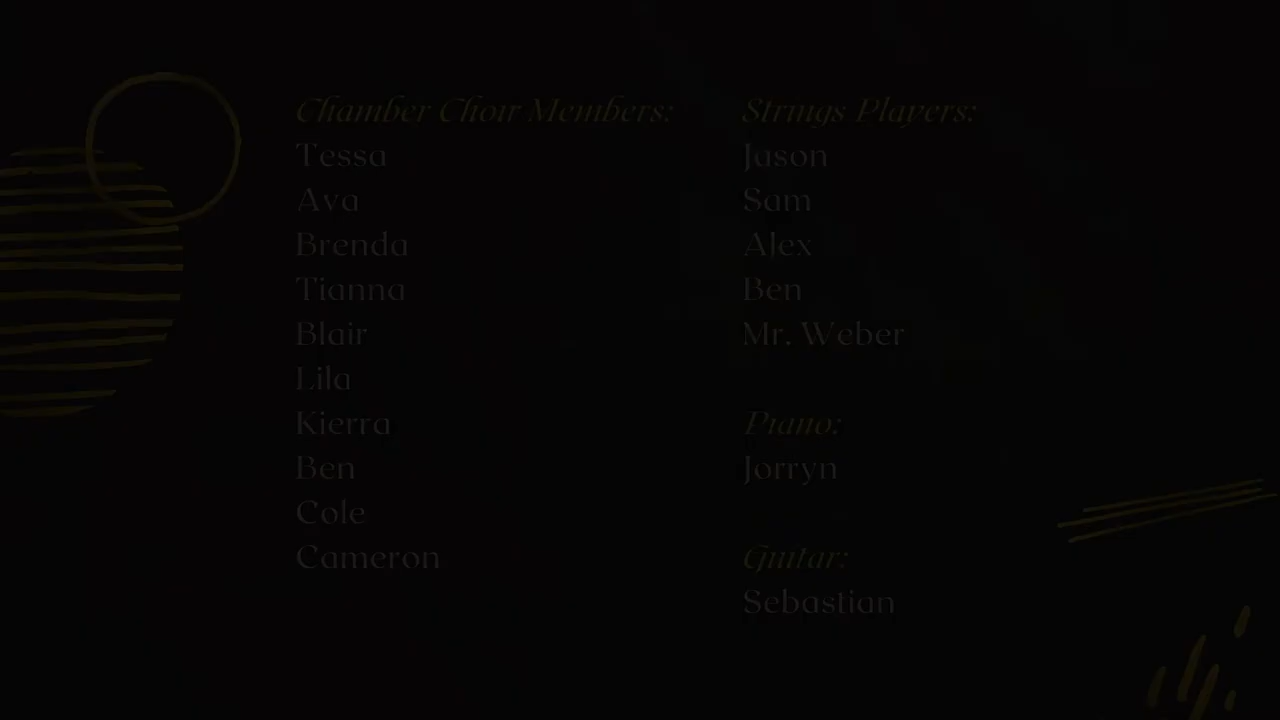 Chamber Choir Members:
Tessa
Ava
Brenda
Tianna
Blair
Lila
Kierra
Ben
Cole
Cameron
Strings Players:
Jason
Sam
Alex
Ben
Mr. Weber
Piano:
Jorryn
Guitar:
Sebastian